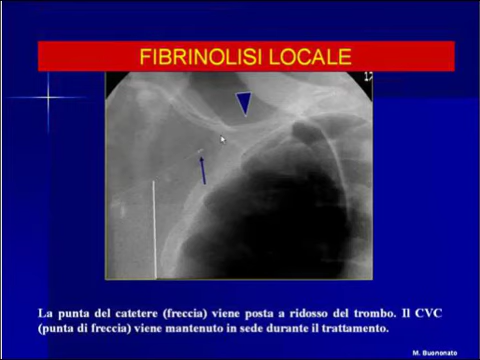 FIBRINOLISI LOCALE
La punta del catetere (freccia) viene posta a ridosso del trombo. Il CVC
(punta di freccia) viene mantenuto in sede durante il trattamento.
M. Buononato